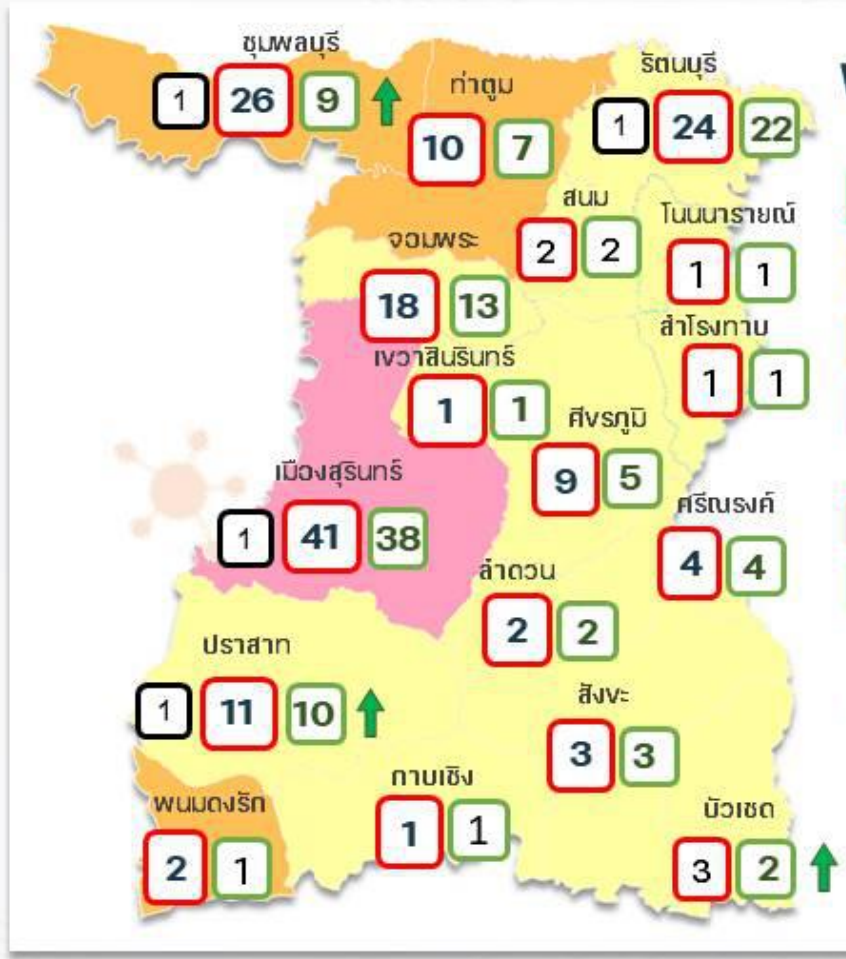 ชุมพลบุรี
1 26 9
ท่าตูม
10 7
รัตนบุรี
1 24 22
สนม
2 2
โนนนารายณ์
1 1
จอมพระ
18 13
สำโรงทาบ
1 1
เขวาสินรินทร์
1 1
ศีขรภูมิ
9 5
เมืองสุรินทร์
1 41 38
ศรีณรงค์
4 4
ลำดวน
2 2
ปราสาท
1 11 10
สังขะ
3 3
กาบเชิง
1 1
พนมดงรัก
2 1
บัวเชด
3 2